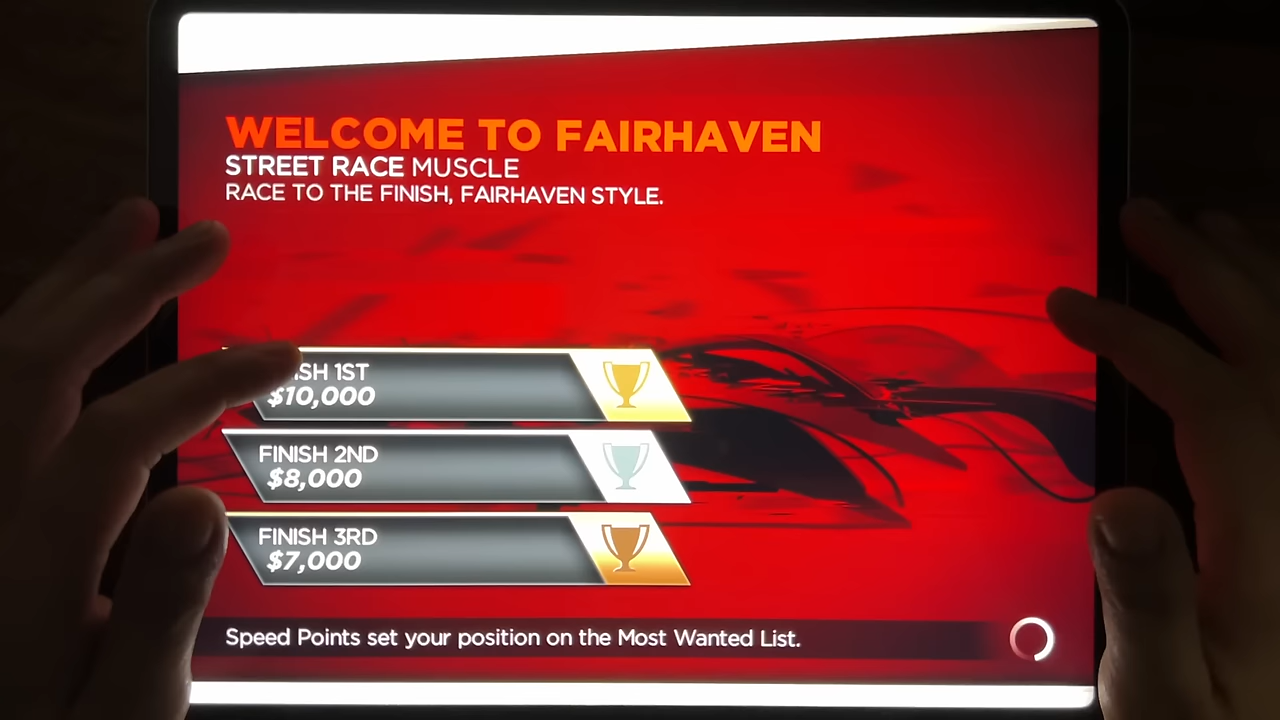 WELCOME TO FAIRHAVEN
STREET RACE MUSCLE
RACE TO THE FINISH, FAIRHAVEN STYLE.
1ST
$10,000
FINISH 2ND
$8,000
FINISH 3RD
$7,000
Speed Points set your position on the Most Wanted List.